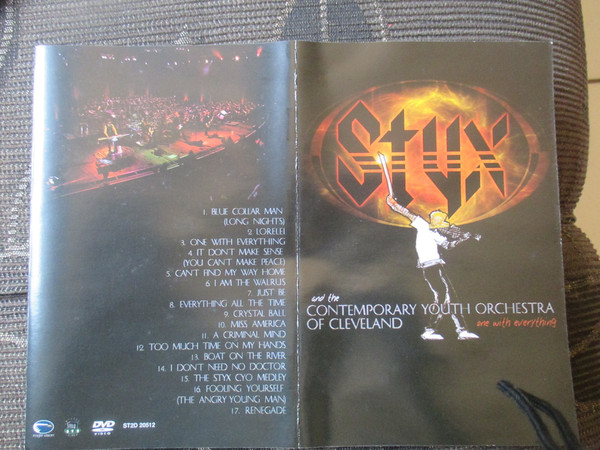 1. BLUE COLLAR MAN
(LONG NIGHTS)
2. LORELEI
3. ONE WITH EVERYTHING
4. IT DON'T MAKE SENSE
(YOU CAN'T MAKE PEACE)
5. CAN'T FIND MY WAY HOME
6. I AM THE WALRUS
7. JUST BE
8. EVERYTHING ALL THE TIME
9. CRYSTAL BALL
10. MISS AMERICA
11. A CRIMINAL MIND
12. TOO MUCH TIME ON MY HANDS
13. BOAT ON THE RIVER
14. I DON'T NEED NO DOCTOR
15. THE STYX CYO MEDLEY
16. FOOLING YOURSELF
(THE ANGRY YOUNG MAN)
17. RENEGADE
DVD
VIDEO
ST2D 20512
Styx
and the
CONTEMPORARY YOUTH ORCHESTRA
OF CLEVELAND
one with everything